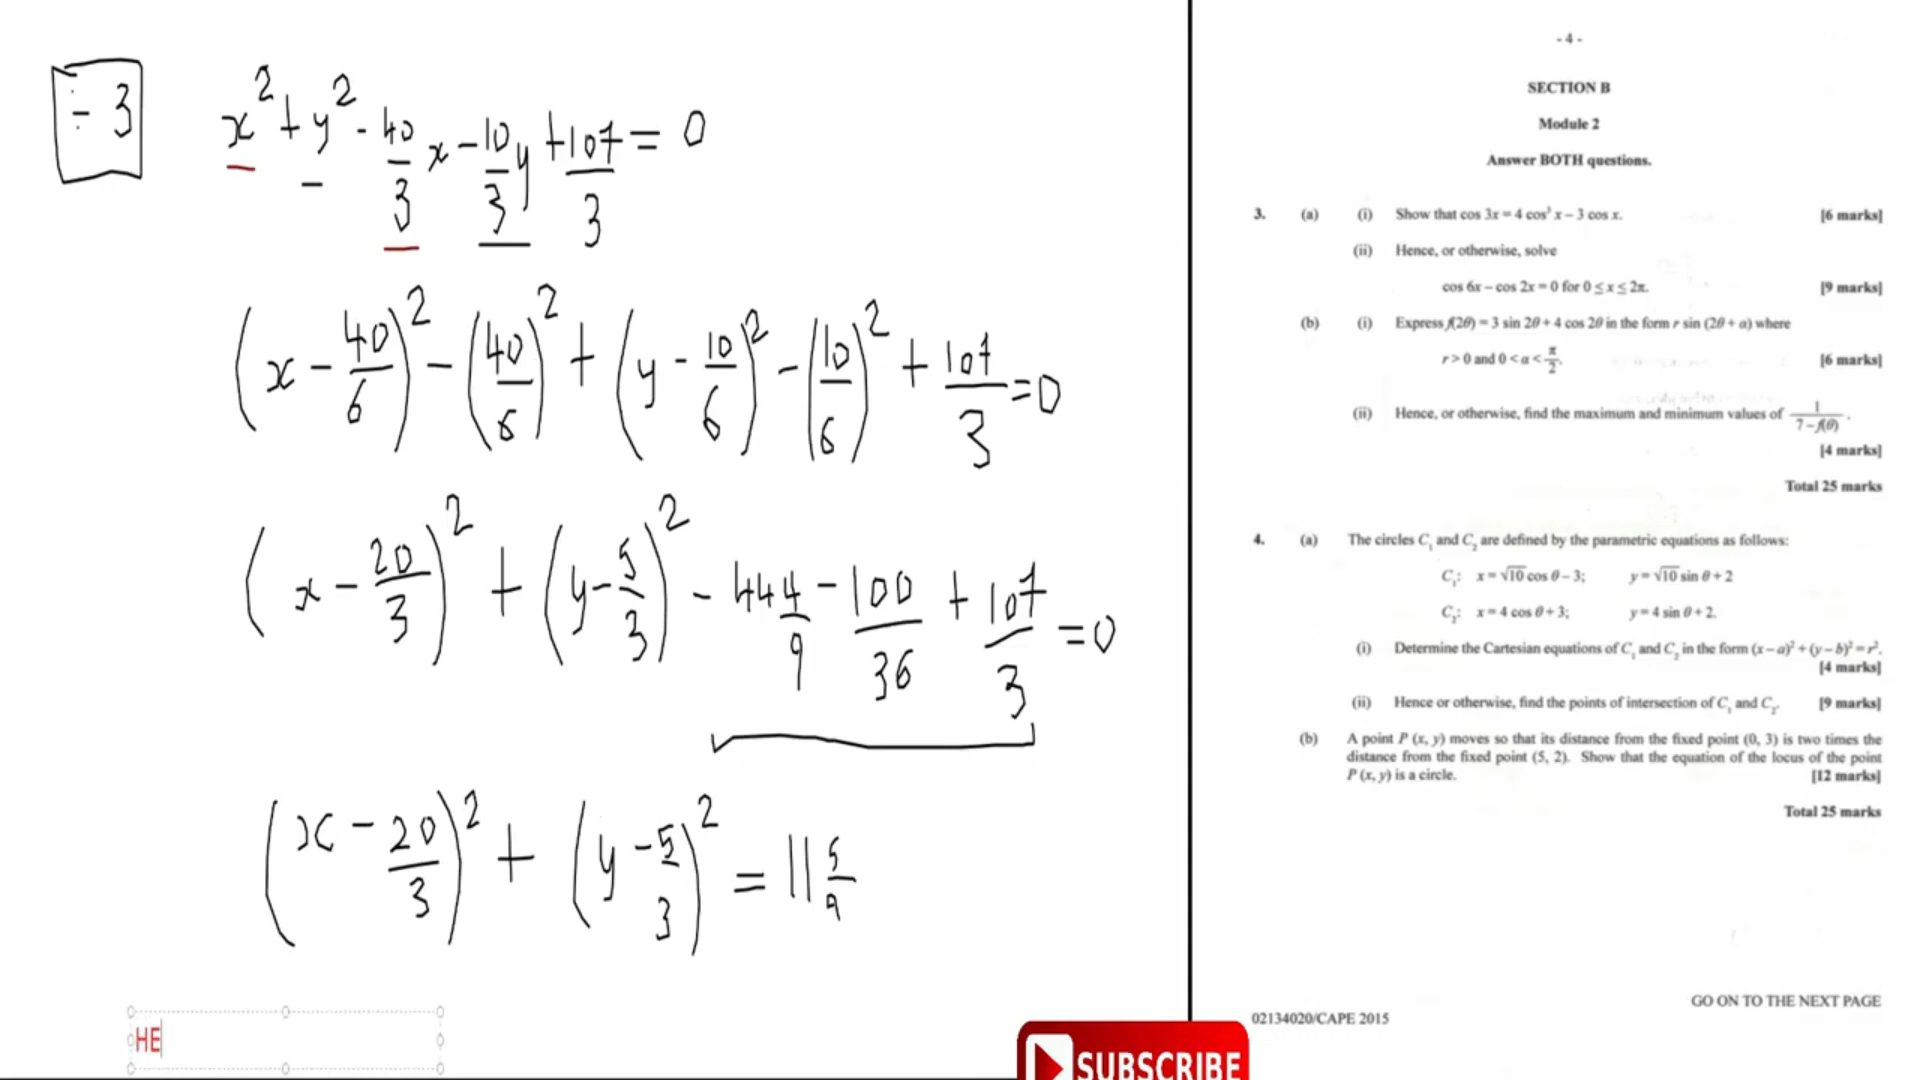 ÷ 3
x² + y² - 40/3 x - 10/3 y + 107/3 = 0
(x - 40/6)² - (40/6)² + (y - 10/6)² - (10/6)² + 107/3 = 0
(x - 20/3)² + (y - 5/3)² - 44 4/9 - 100/36 + 107/3 = 0
(x - 20/3)² + (y - 5/3)² = 11 5/9
HE
SUBSCRIBE
- 4 -
SECTION B
Module 2
Answer BOTH questions.
3. (a) (i) Show that cos 3x = 4 cos³ x – 3 cos x. [6 marks]
(ii) Hence, or otherwise, solve
cos 6x – cos 2x = 0 for 0 ≤ x ≤ 2π. [9 marks]
(b) (i) Express f(2θ) = 3 sin 2θ + 4 cos 2θ in the form r sin (2θ + α) where
r > 0 and 0 < α < π/2. [6 marks]
(ii) Hence, or otherwise, find the maximum and minimum values of 1/(7 – f(θ)).
[4 marks]
Total 25 marks
4. (a) The circles C₁ and C₂ are defined by the parametric equations as follows:
C₁: x = √10 cos θ – 3; y = √10 sin θ + 2
C₂: x = 4 cos θ + 3; y = 4 sin θ + 2.
(i) Determine the Cartesian equations of C₁ and C₂ in the form (x – a)² + (y – b)² = r².
[4 marks]
(ii) Hence or otherwise, find the points of intersection of C₁ and C₂. [9 marks]
(b) A point P (x, y) moves so that its distance from the fixed point (0, 3) is two times the
distance from the fixed point (5, 2). Show that the equation of the locus of the point
P (x, y) is a circle. [12 marks]
Total 25 marks
GO ON TO THE NEXT PAGE
02134020/CAPE 2015